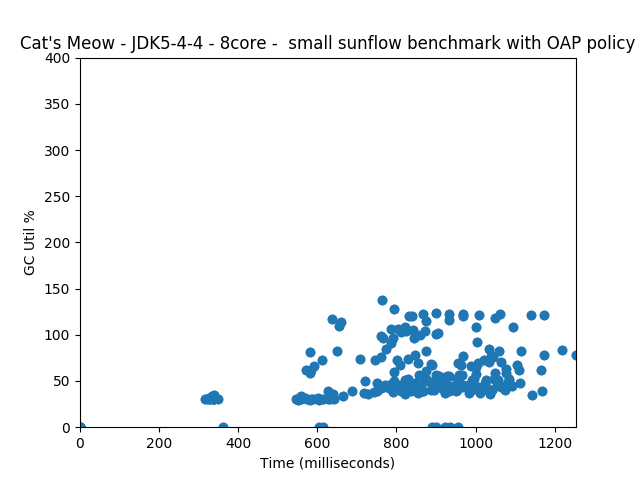 Cat's Meow - JDK5-4-4 - 8core -  small sunflow benchmark with OAP policy
400
350
300
250
200
150
100
50
0
GC Util %
0 200 400 600 800 1000 1200
Time (milliseconds)